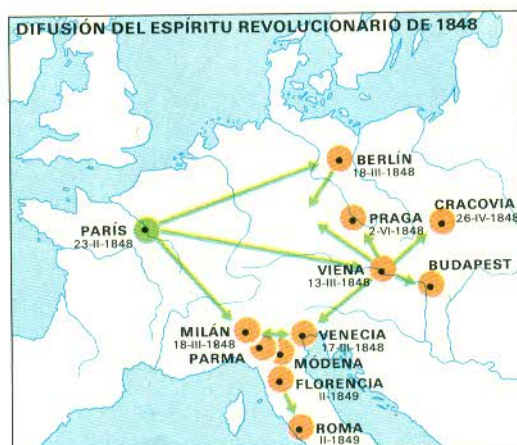 DIFUSIÓN DEL ESPÍRITU REVOLUCIONARIO DE 1848
BERLÍN
18-III-1848
PARÍS
23-II-1848
PRAGA
2-VI-1848
CRACOVIA
26-IV-1848
VIENA
13-III-1848
BUDAPEST
MILÁN
18-III-1848
VENECIA
17-III-1848
PARMA
MÓDENA
FLORENCIA
II-1849
ROMA
II-1849